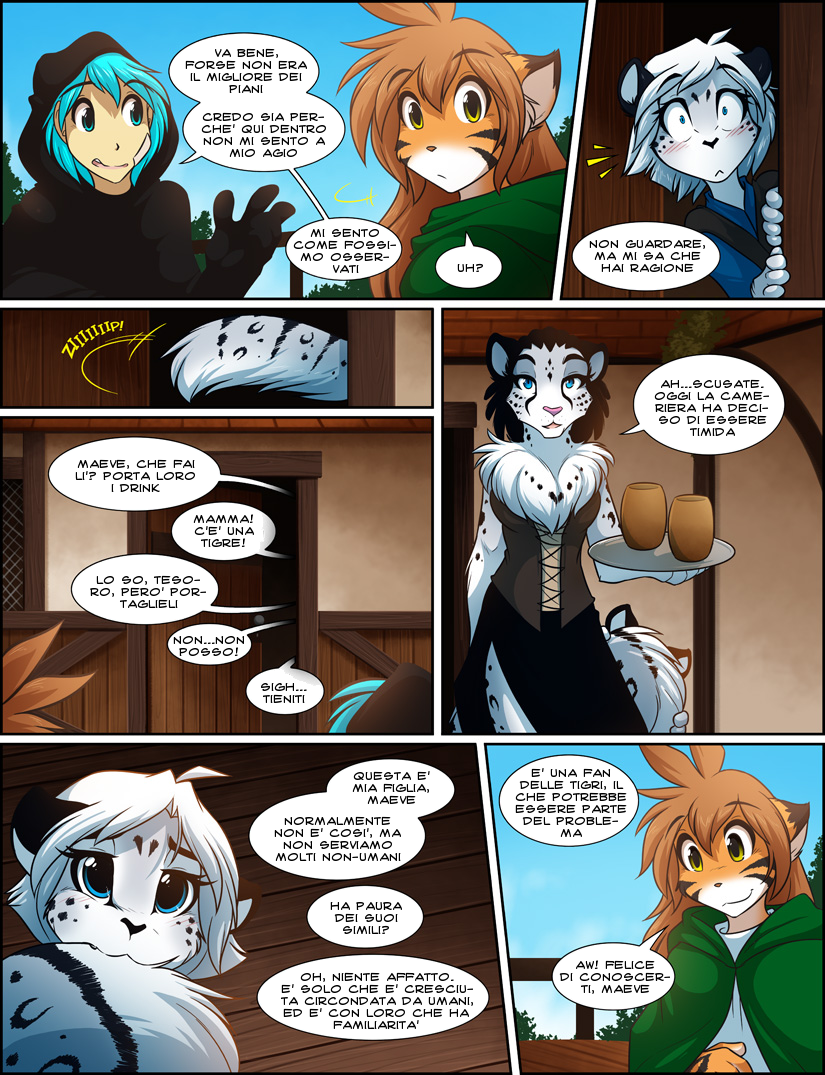 VA BENE,
FORSE NON ERA
IL MIGLIORE DEI
PIANI
CREDO SIA PER-
CHE' QUI DENTRO
NON MI SENTO A
MIO AGIO
MI SENTO
COME FOSSI-
MO OSSER-
VATI
UH?
NON GUARDARE,
MA MI SA CHE
HAI RAGIONE
ZIIIIIIP!
MAEVE, CHE FAI
LI'? PORTA LORO
I DRINK
MAMMA!
C'E' UNA
TIGRE!
LO SO, TESO-
RO, PERO' POR-
TAGLIELI
NON...NON
POSSO!
SIGH...
TIENITI
AH...SCUSATE.
OGGI LA CAME-
RIERA HA DECI-
SO DI ESSERE
TIMIDA
QUESTA E'
MIA FIGLIA,
MAEVE
NORMALMENTE
NON E' COSI', MA
NON SERVIAMO
MOLTI NON-UMANI
HA PAURA
DEI SUOI
SIMILI?
OH, NIENTE AFFATTO.
E' SOLO CHE E' CRESCIU-
TA CIRCONDATA DA UMANI,
ED E' CON LORO CHE HA
FAMILIARITA'
E' UNA FAN
DELLE TIGRI, IL
CHE POTREBBE
ESSERE PARTE
DEL PROBLE-
MA
AW! FELICE
DI CONOSCER-
TI, MAEVE